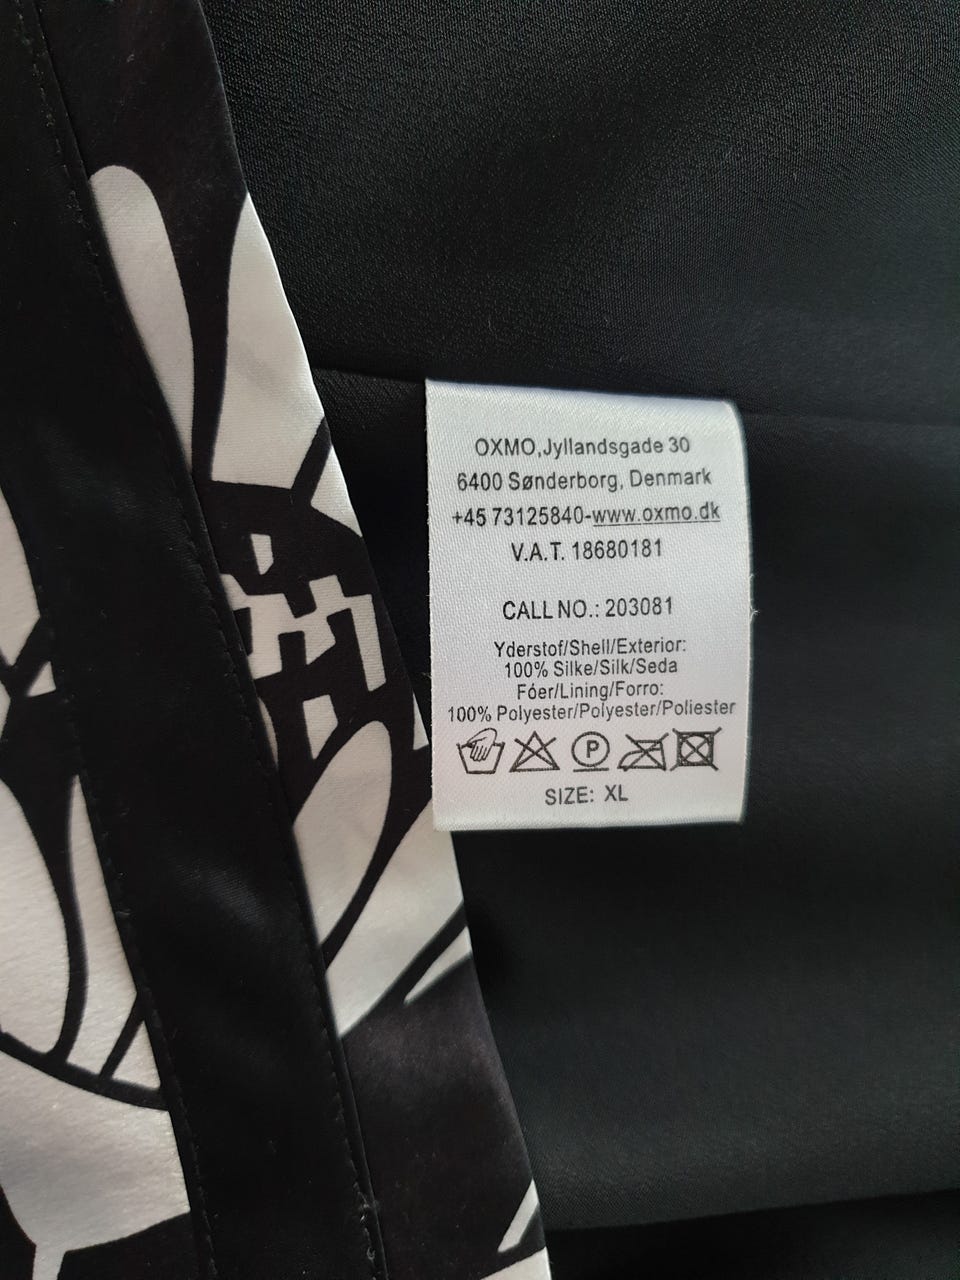 OXMO,Jyllandsgade 30
6400 Sønderborg, Denmark
+45 73125840-www.oxmo.dk
V.A.T. 18680181
CALL NO.: 203081
Yderstof/Shell/Exterior:
100% Silke/Silk/Seda
Fóer/Lining/Forro:
100% Polyester/Polyester/Poliester
P
SIZE: XL